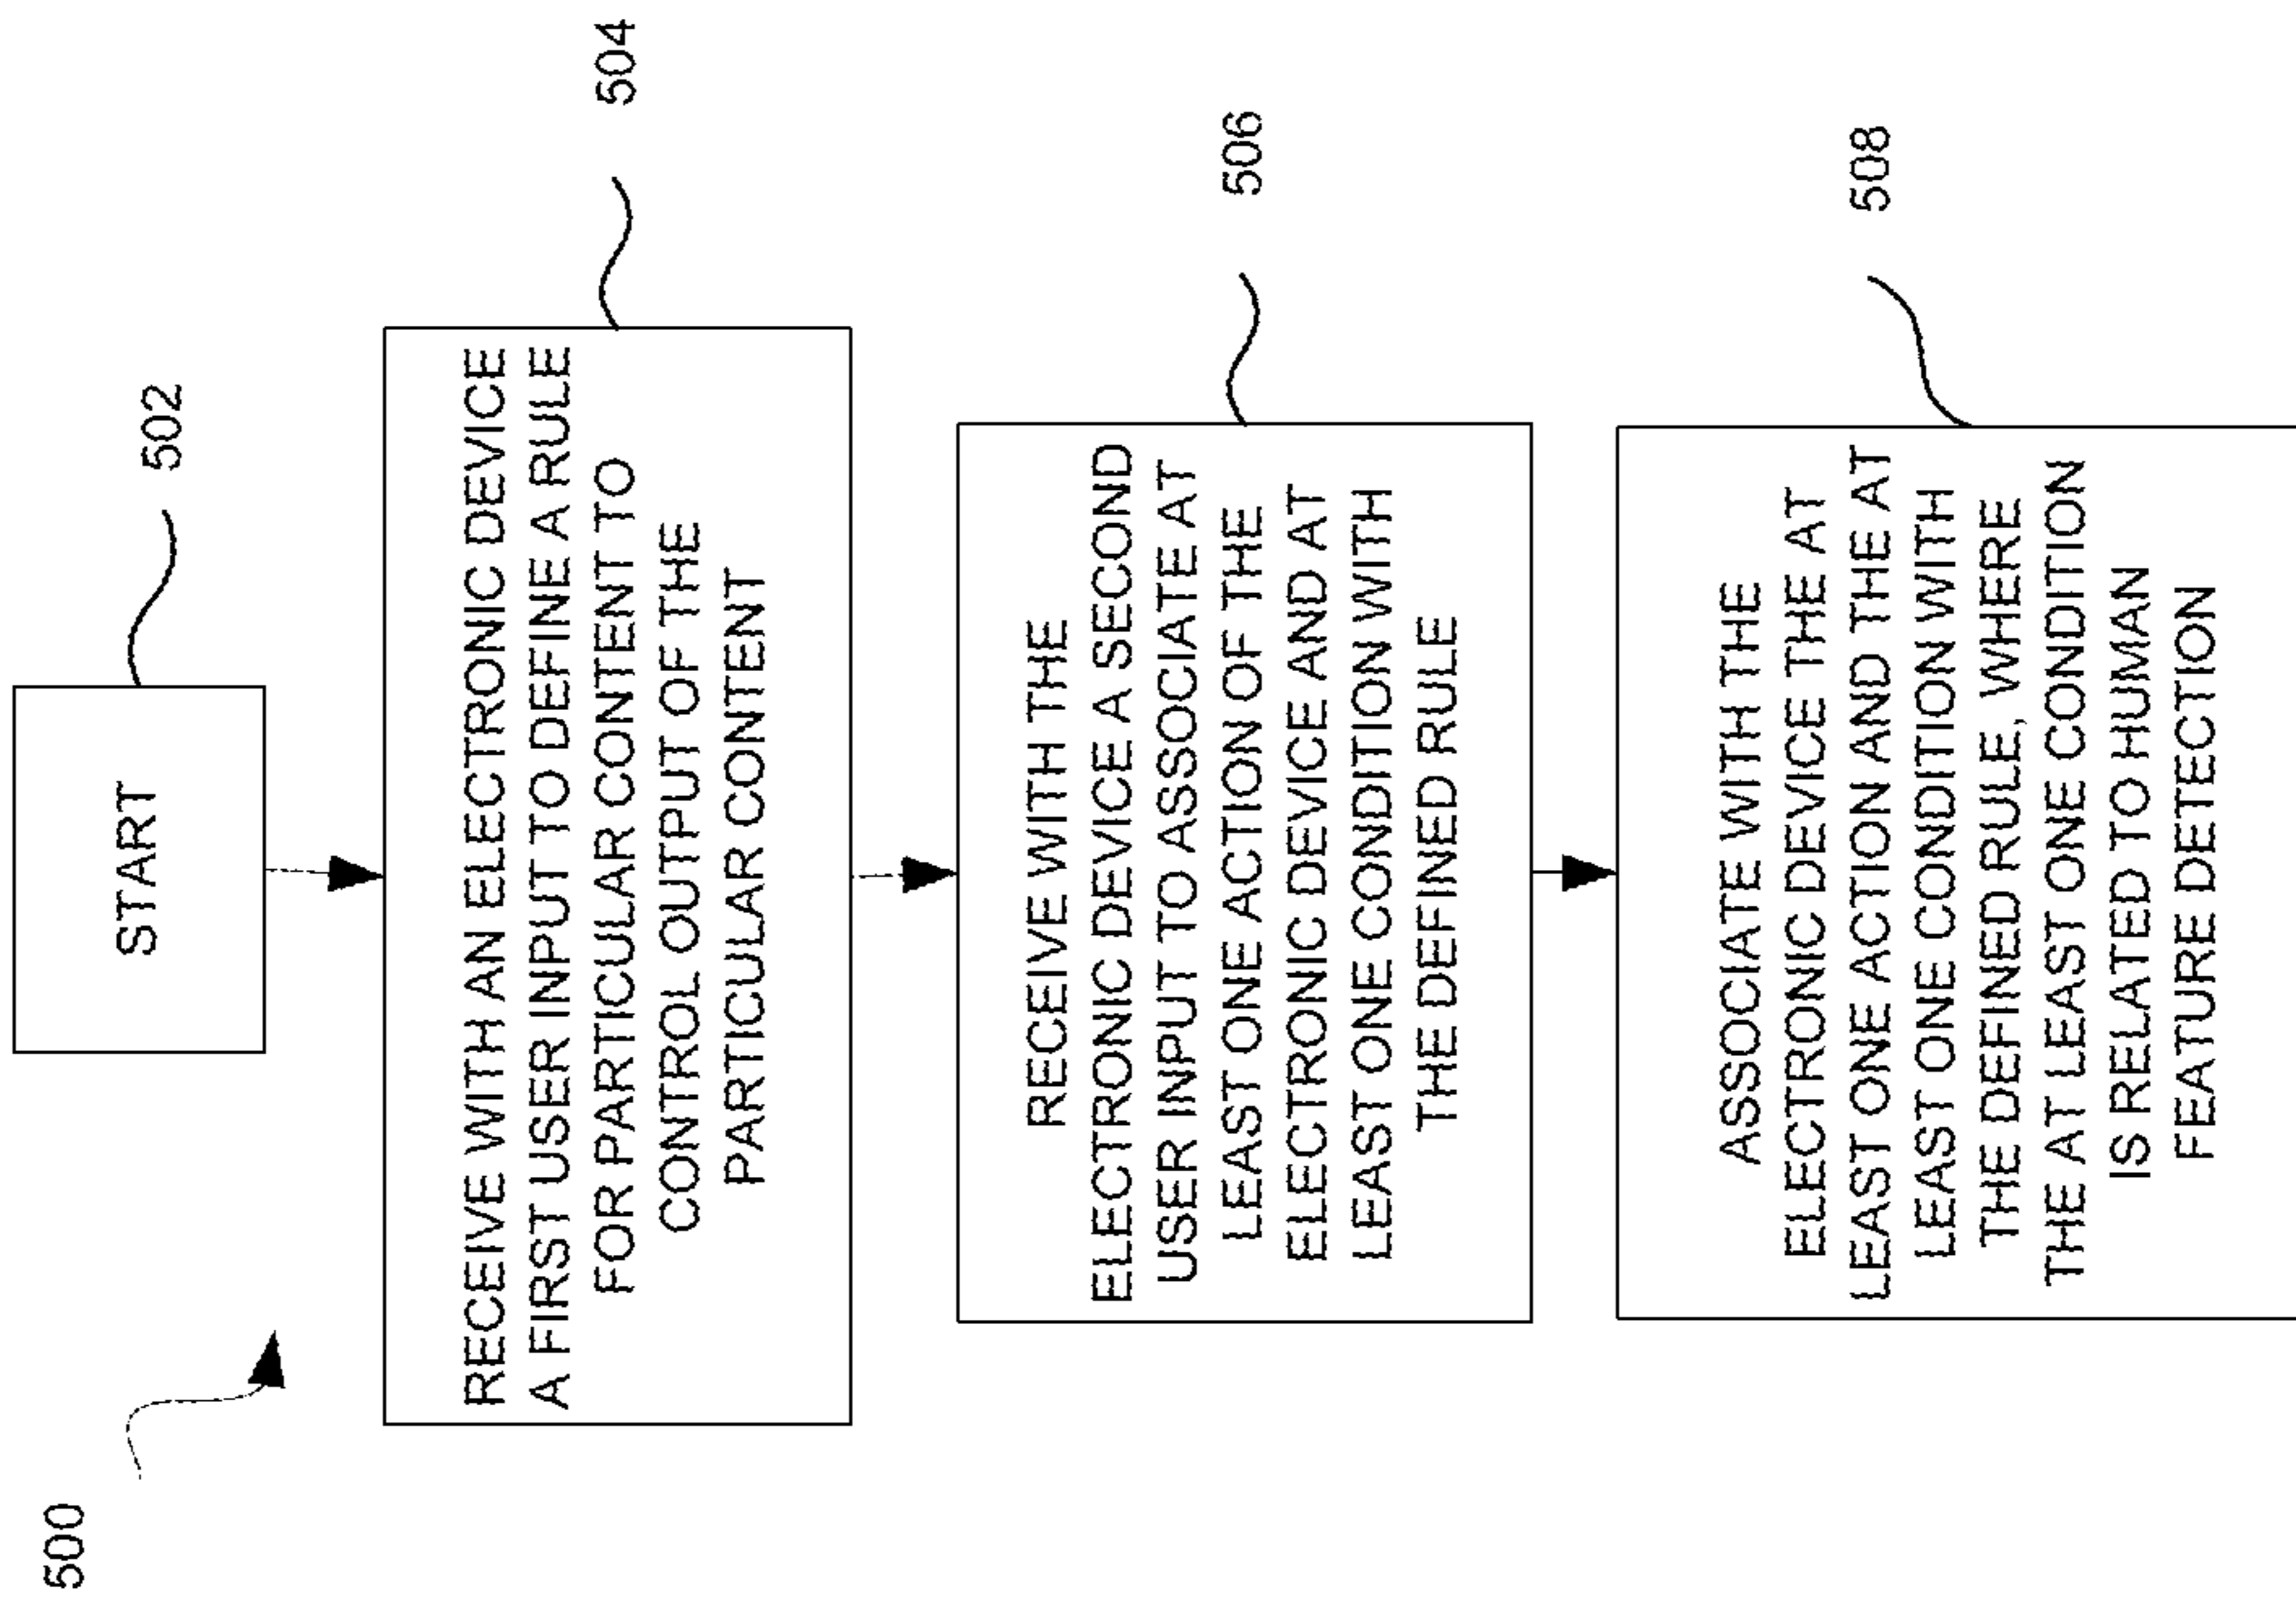 500
START
502
RECEIVE WITH AN ELECTRONIC DEVICE
A FIRST USER INPUT TO DEFINE A RULE
FOR PARTICULAR CONTENT TO
CONTROL OUTPUT OF THE
PARTICULAR CONTENT
504
RECEIVE WITH THE
ELECTRONIC DEVICE A SECOND
USER INPUT TO ASSOCIATE AT
LEAST ONE ACTION OF THE
ELECTRONIC DEVICE AND AT
LEAST ONE CONDITION WITH
THE DEFINED RULE
506
ASSOCIATE WITH THE
ELECTRONIC DEVICE THE AT
LEAST ONE ACTION AND THE AT
LEAST ONE CONDITION WITH
THE DEFINED RULE, WHERE
THE AT LEAST ONE CONDITION
IS RELATED TO HUMAN
FEATURE DETECTION
508